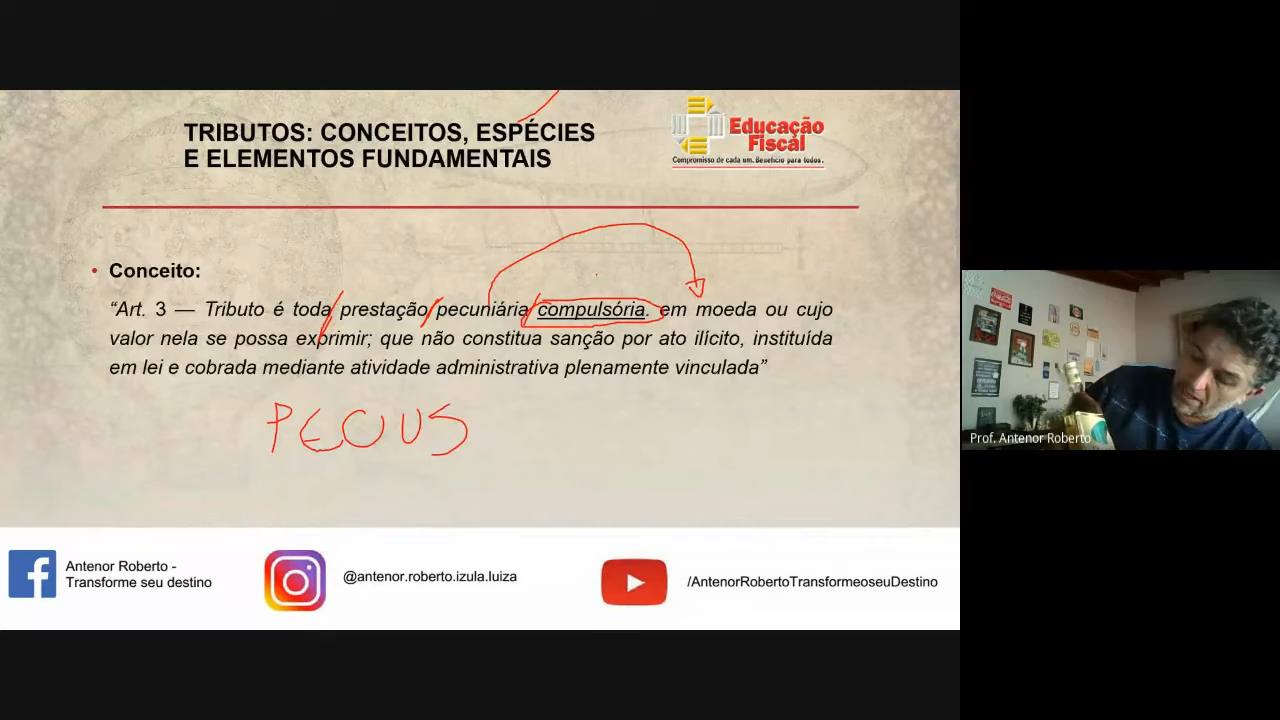 TRIBUTOS: CONCEITOS, ESPÉCIES
E ELEMENTOS FUNDAMENTAIS
Educação
Fiscal
Compromisso de cada um. Benefício para todos.
• Conceito:
“Art. 3 — Tributo é toda prestação pecuniária compulsória. em moeda ou cujo
valor nela se possa exprimir; que não constitua sanção por ato ilícito, instituída
em lei e cobrada mediante atividade administrativa plenamente vinculada”
PECUS
Antenor Roberto -
Transforme seu destino
@antenor.roberto.izula.luiza
/AntenorRobertoTransformeoseuDestino
Prof. Antenor Roberto